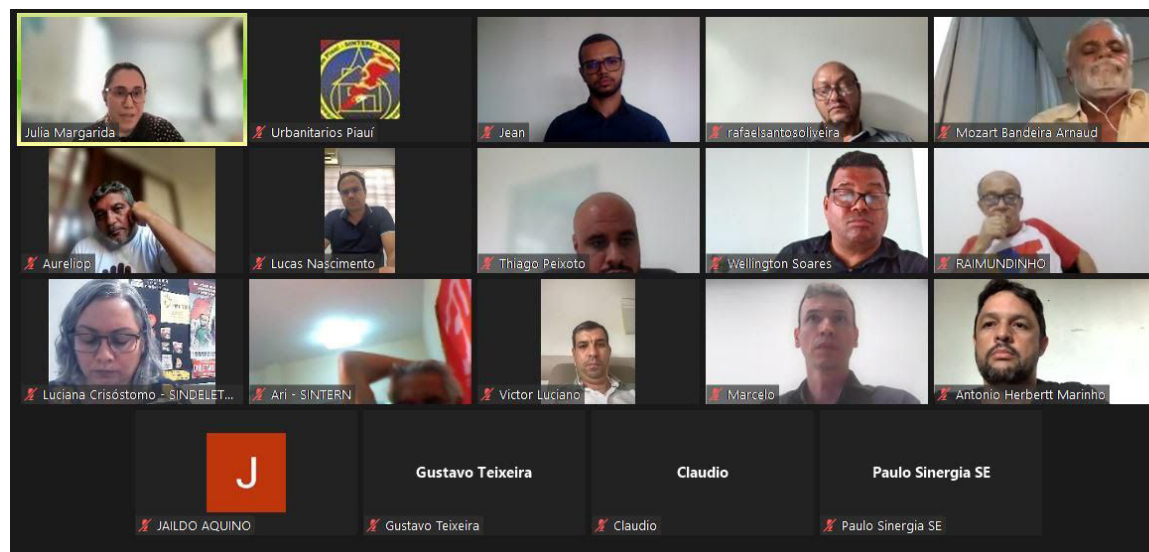 Julia Margarida
Urbanitarios Piauí
Jean
rafaelsantosoliveira
Mozart Bandeira Arnaud
Aureliop
Lucas Nascimento
Thiago Peixoto
Wellington Soares
RAIMUNDINHO
Luciana Crisóstomo - SINDELET...
Ari - SINTERN
Victor Luciano
Marcelo
Antonio Herbertt Marinho
J
JAILDO AQUINO
Gustavo Teixeira
Gustavo Teixeira
Claudio
Claudio
Paulo Sinergia SE
Paulo Sinergia SE